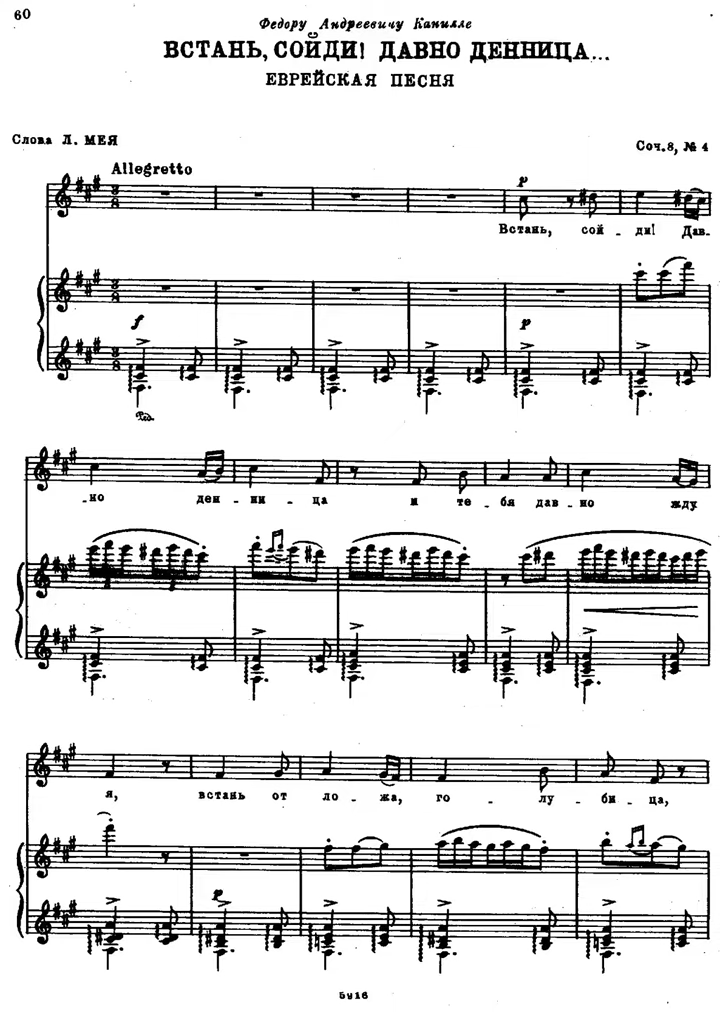 60
Федору Андреевичу Канилле
ВСТАНЬ, СОЙДИ! ДАВНО ДЕННИЦА...
ЕВРЕЙСКАЯ ПЕСНЯ
Слова Л. МЕЯ
Соч. 8, № 4
Allegretto
p
Встань, сой - ди! Дав-
f
p
Ped.
-но ден - ни - ца и те - бя дав - но жду
я, встань от ло - жа, го - лу - би - ца,
p
5916